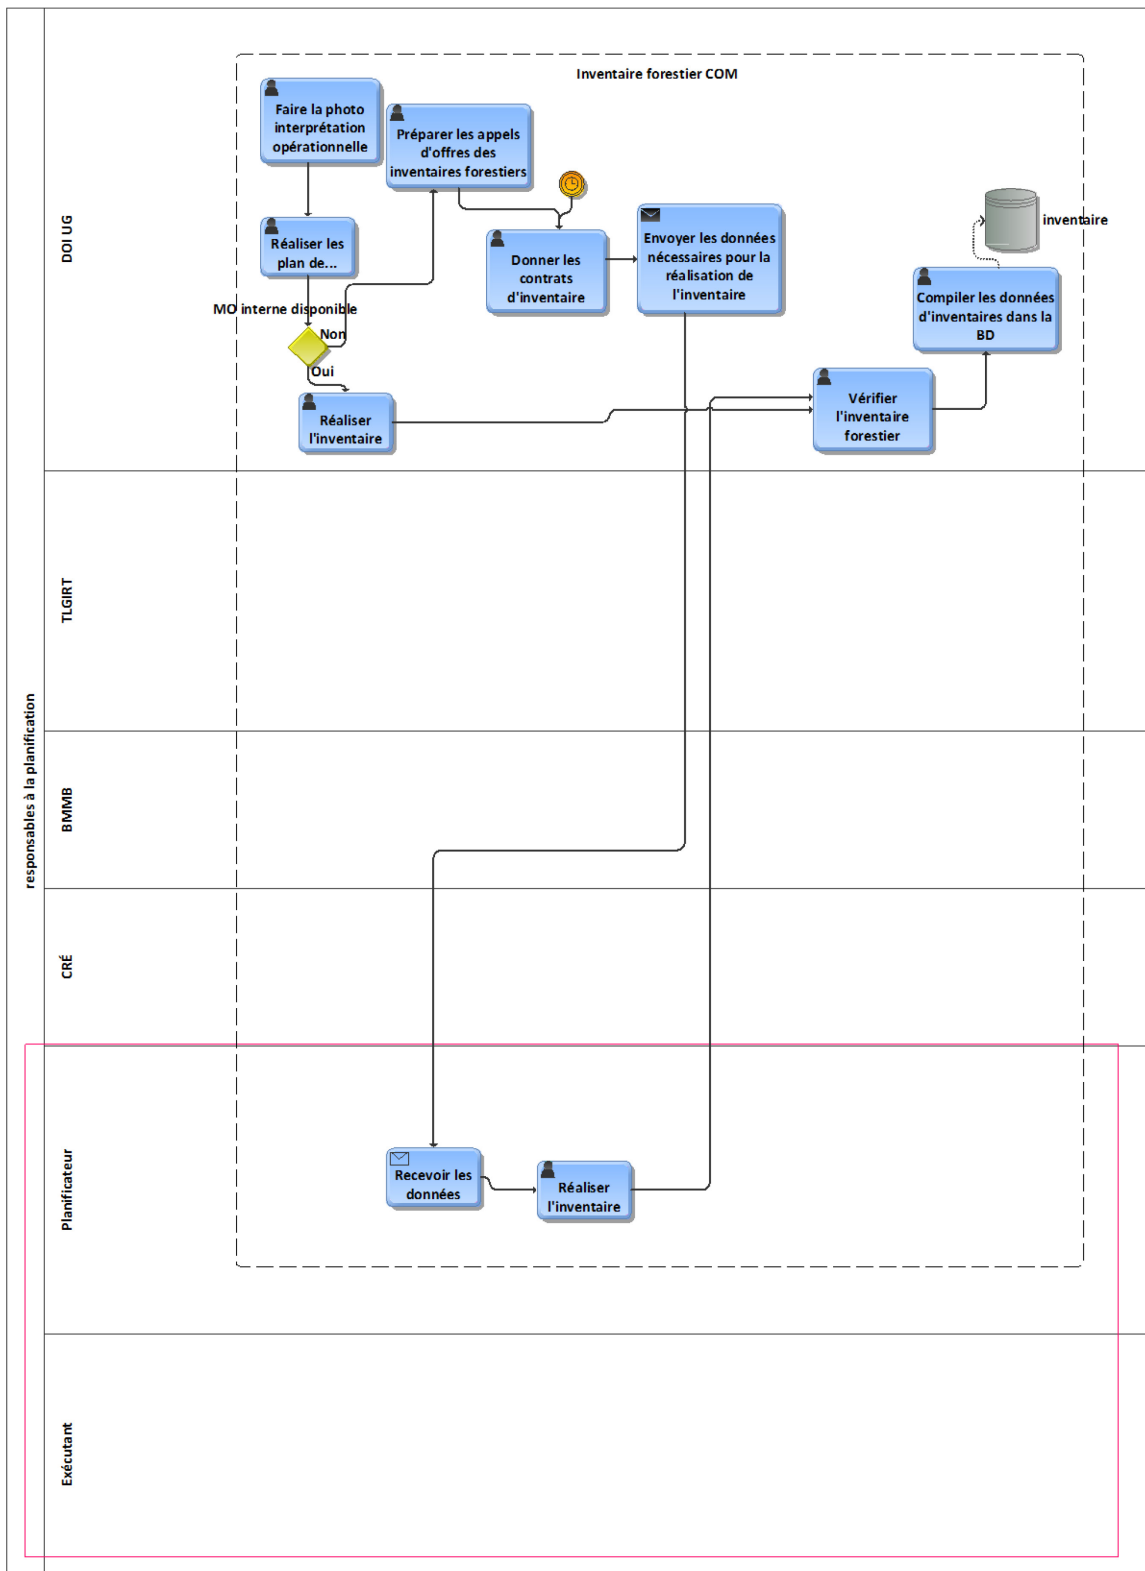 Inventaire forestier COM
Faire la photo
interprétation
opérationnelle
Préparer les appels
d'offres des
inventaires forestiers
Réaliser les
plan de...
MO interne disponible
Non
Oui
Réaliser
l'inventaire
Donner les
contrats
d'inventaire
Envoyer les données
nécessaires pour la
réalisation de
l'inventaire
inventaire
Compiler les données
d'inventaires dans la
BD
Vérifier
l'inventaire
forestier
DOI UG
TLGIRT
responsables à la planification
BMMB
CRÉ
Planificateur
Recevoir les
données
Réaliser
l'inventaire
Exécutant